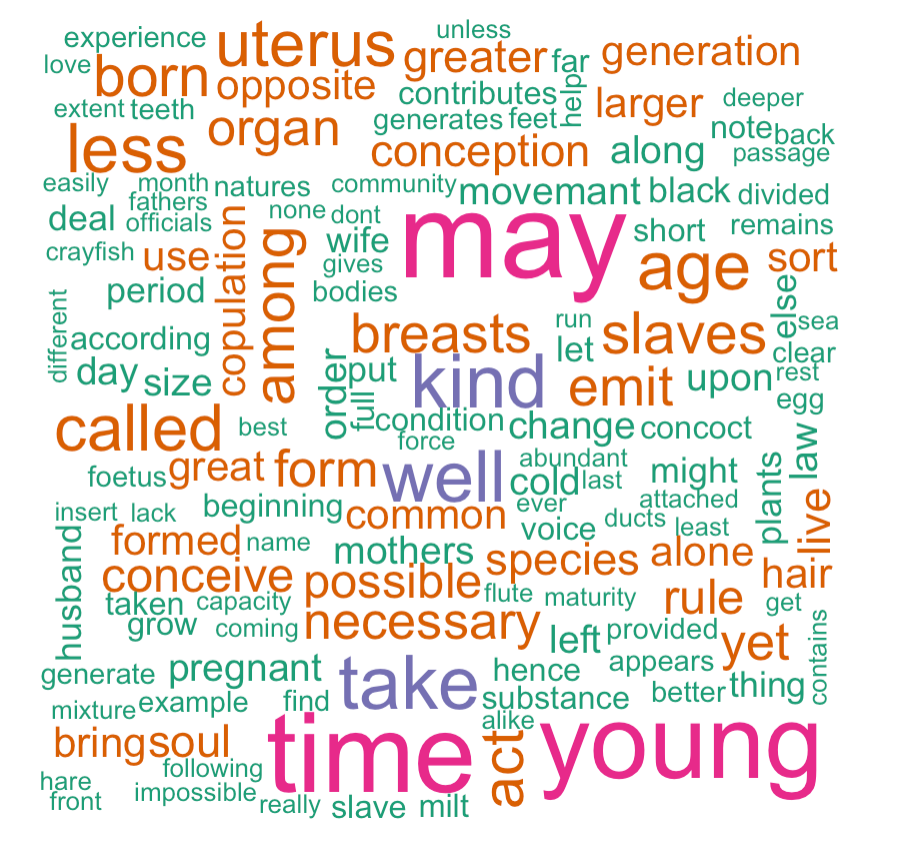 unless
experience uterus greater far generation
love born opposite contributes help larger deeper
extent teeth organ generates feet note back
less conception along passage
easily month natures community movemant black divided
fathers none dont may
deal officials copulation among wife short remains
crayfish use gives age sort
period bodies else
different according breasts run slaves sea
day size order put kind let clear
full emit upon rest
egg
called best condition change concoct law
force
foetus great form well abundant might plants
cold last
insert lack beginning common ever attached live
voice ducts least
husband formed name mothers species alone hair
conceive possible flute maturity rule get
taken capacity
grow coming necessary left provided yet contains
generate pregnant take hence appears
mixture example find substance better thing
alike
bring soul time act young
following
hare impossible
front really slave milt